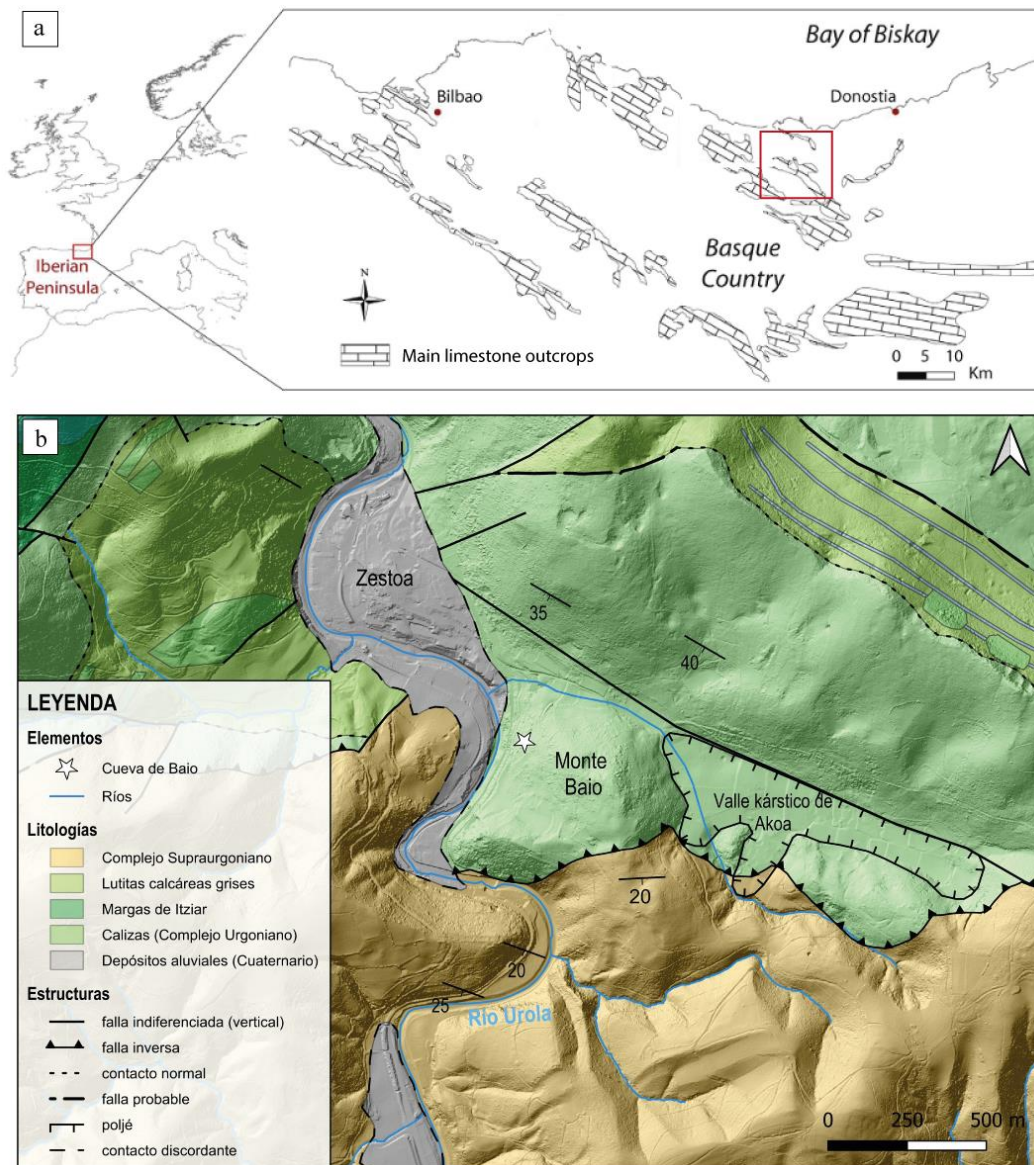 a
Bay of Biskay
Bilbao
Donostia
Iberian
Peninsula
Basque
Country
N
Main limestone outcrops
0 5 10
Km
b
Zestoa
35
40
Monte
Baio
Valle kárstico de
Akoa
20
20
25
Río Urola
LEYENDA
Elementos
Cueva de Baio
Ríos
Litologías
Complejo Supraurgoniano
Lutitas calcáreas grises
Margas de Itziar
Calizas (Complejo Urgoniano)
Depósitos aluviales (Cuaternario)
Estructuras
falla indiferenciada (vertical)
falla inversa
contacto normal
falla probable
poljé
contacto discordante
0 250 500 m